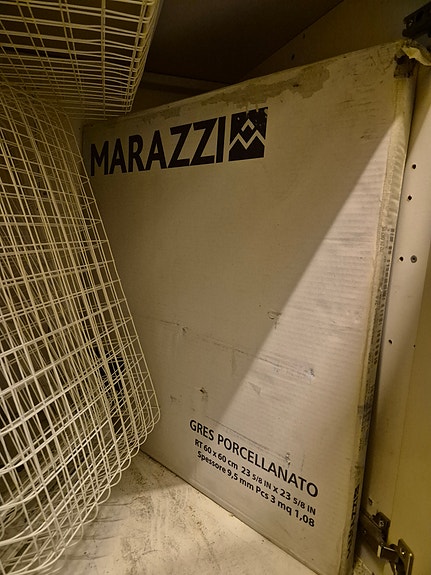 MARAZZI
GRES PORCELLANATO
RT 60 x 60 cm 23 5/8 IN X 23 5/8 IN
Spessore 9,5 mm Pcs 3 mq 1,08